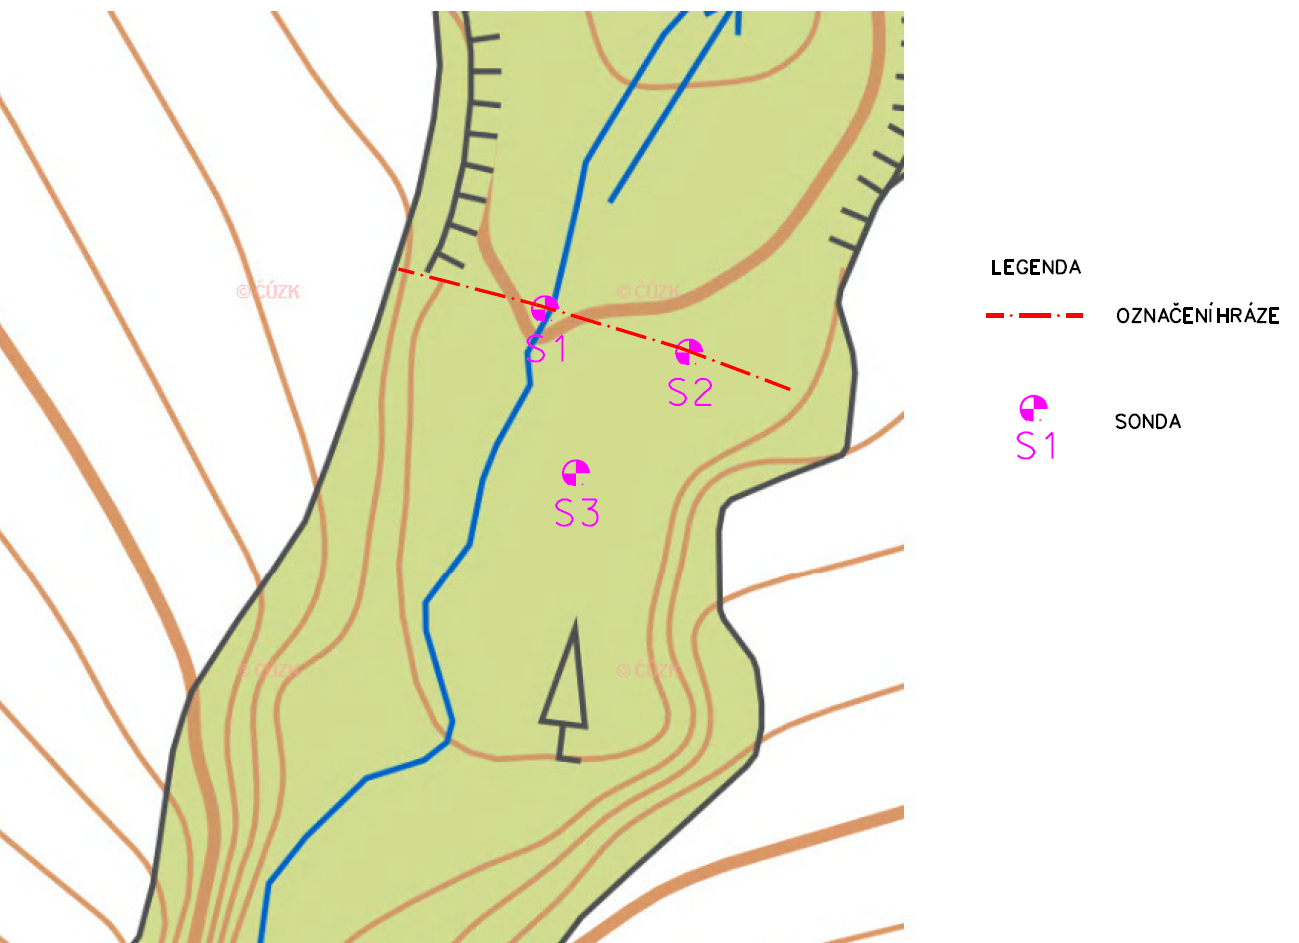 © ČÚZK
© ČÚZK
S1
S2
S3
© ČÚZK
© ČÚZK
LEGENDA
OZNAČENÍ HRÁZE
S1
SONDA